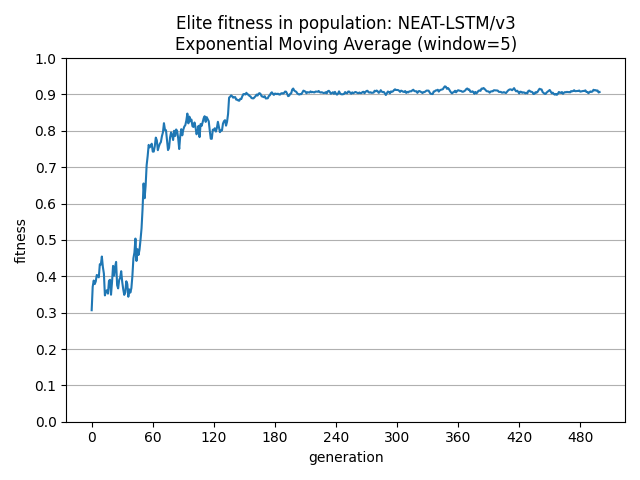 Elite fitness in population: NEAT-LSTM/v3
Exponential Moving Average (window=5)
1.0
0.9
0.8
0.7
0.6
0.5
0.4
0.3
0.2
0.1
0.0
fitness
0 60 120 180 240 300 360 420 480
generation